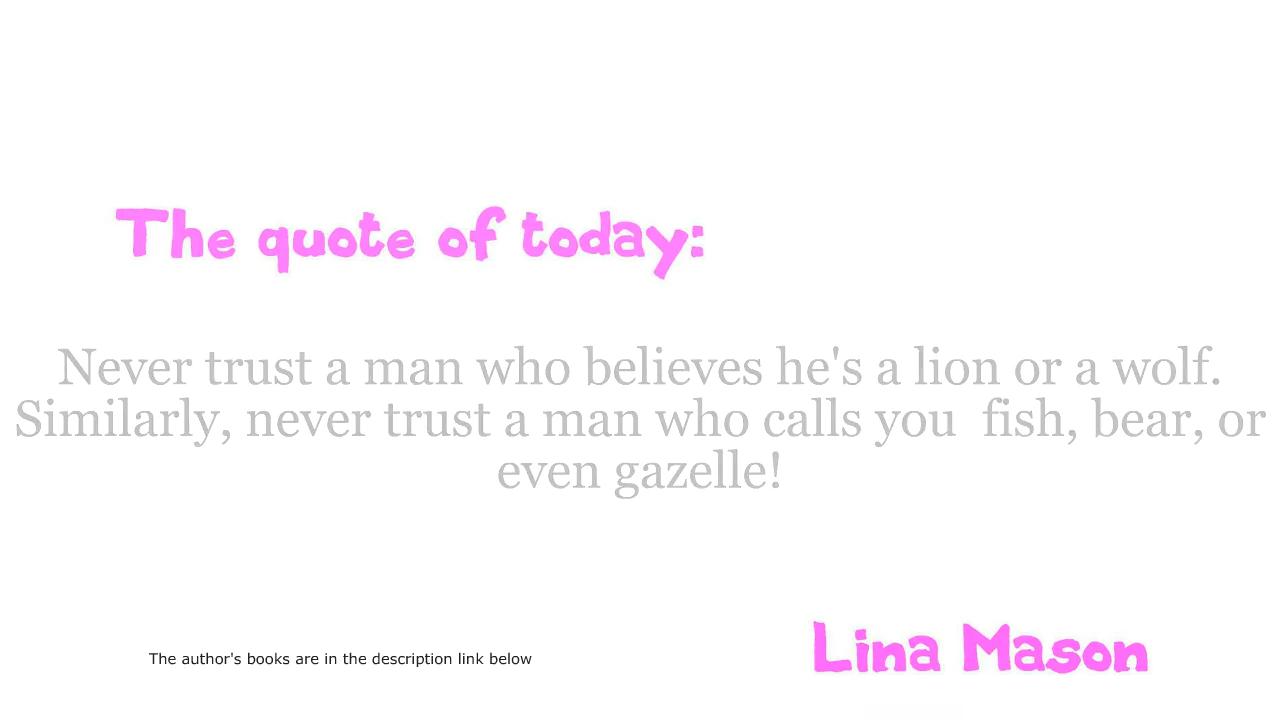 The quote of today:
Never trust a man who believes he's a lion or a wolf.
Similarly, never trust a man who calls you  fish, bear, or
even gazelle!
Lina Mason
The author's books are in the description link below